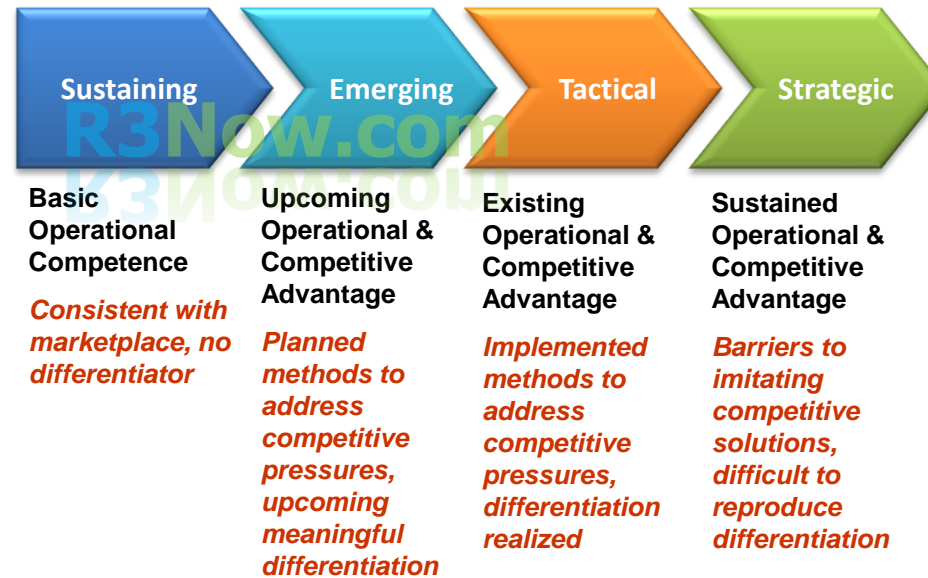 Sustaining
Emerging
Tactical
Strategic
R3Now.com
R3Now.com
Basic
Operational
Competence
Consistent with
marketplace, no
differentiator
Upcoming
Operational &
Competitive
Advantage
Planned
methods to
address
competitive
pressures,
upcoming
meaningful
differentiation
Existing
Operational &
Competitive
Advantage
Implemented
methods to
address
competitive
pressures,
differentiation
realized
Sustained
Operational &
Competitive
Advantage
Barriers to
imitating
competitive
solutions,
difficult to
reproduce
differentiation